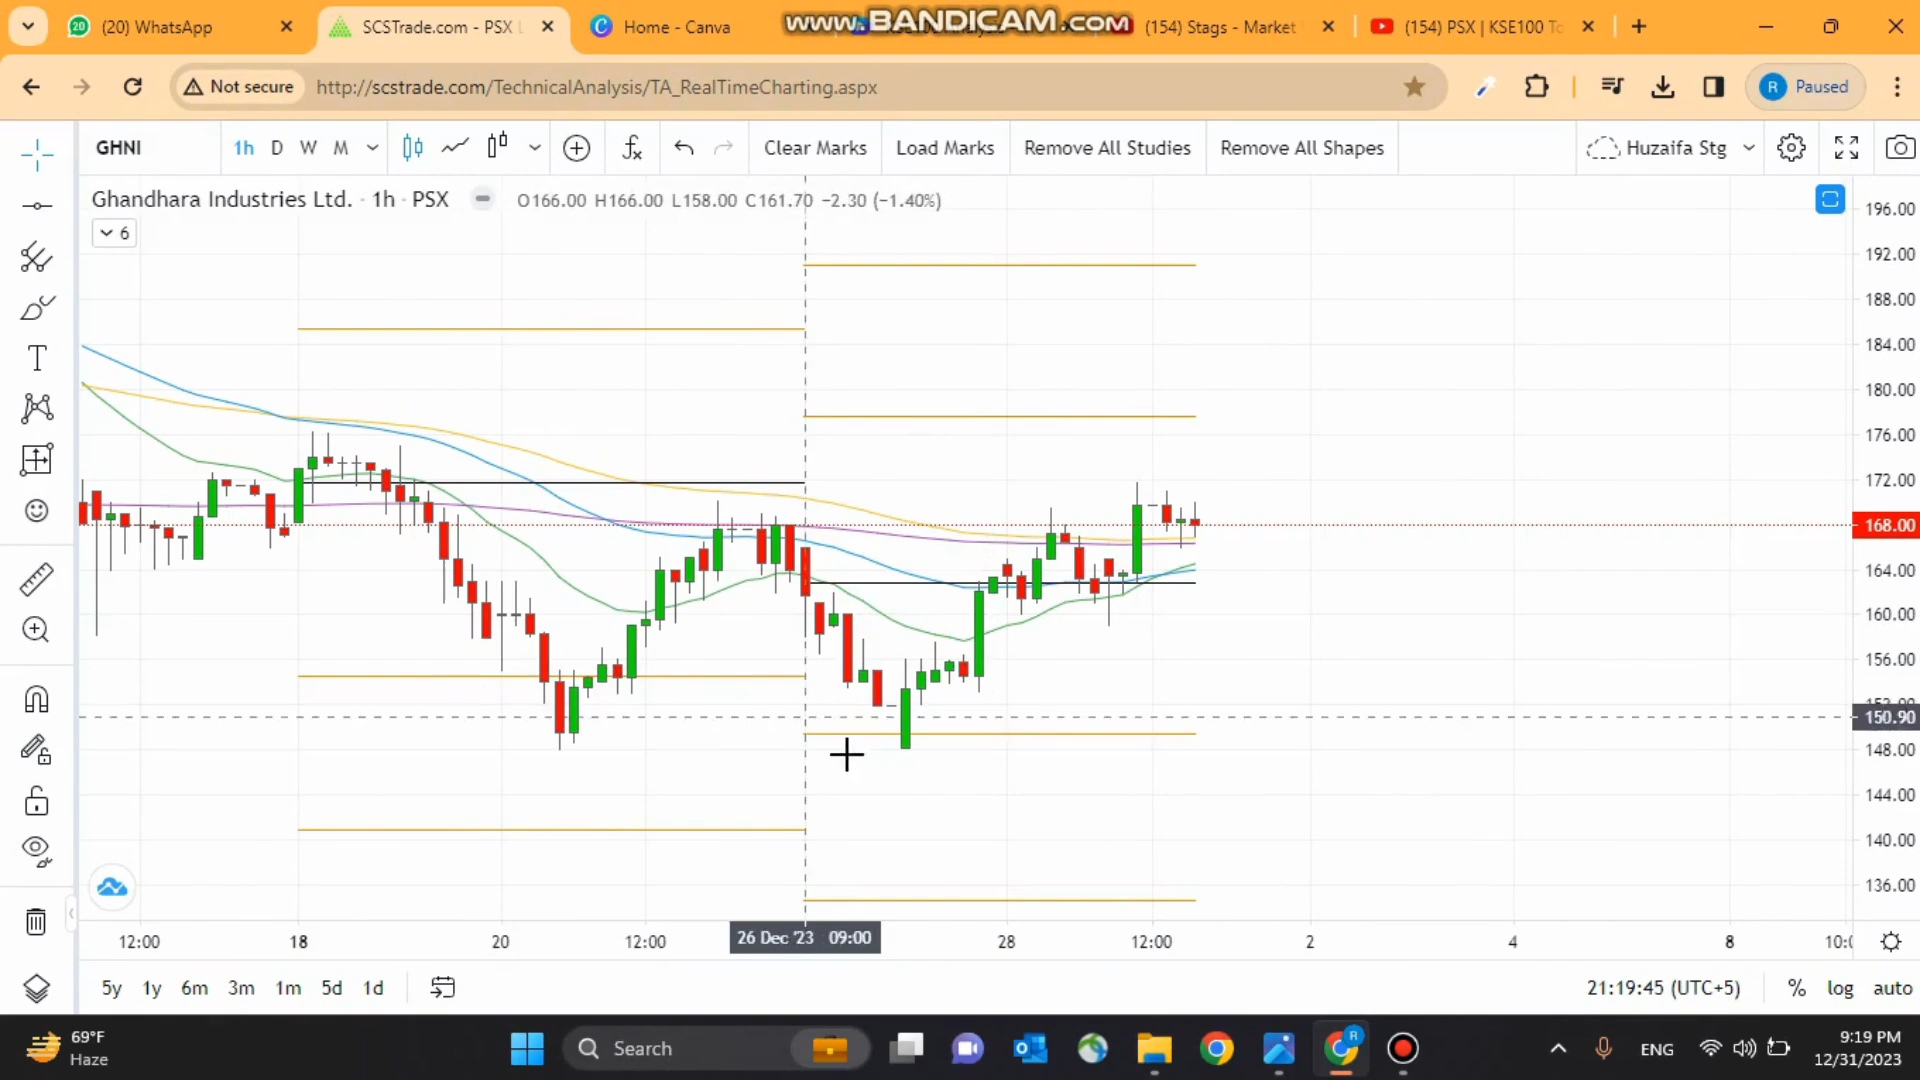 (20) WhatsApp
SCSTrade.com - PSX L
Home - Canva
www.BANDICAM.com
(154) Stags - Market
(154) PSX | KSE100 To
Not secure
http://scstrade.com/TechnicalAnalysis/TA_RealTimeCharting.aspx
R Paused
GHNI
1h D W M
Clear Marks
Load Marks
Remove All Studies
Remove All Shapes
Huzaifa Stg
Ghandhara Industries Ltd. · 1h · PSX
O166.00 H166.00 L158.00 C161.70 −2.30 (−1.40%)
6
196.00
192.00
188.00
184.00
180.00
176.00
172.00
168.00
164.00
160.00
156.00
150.90
148.00
144.00
140.00
136.00
12:00
18
20
12:00
26 Dec '23 09:00
28
12:00
2
4
8
5y 1y 6m 3m 1m 5d 1d
21:19:45 (UTC+5)
% log auto
69°F
Haze
Search
ENG
9:19 PM
12/31/2023